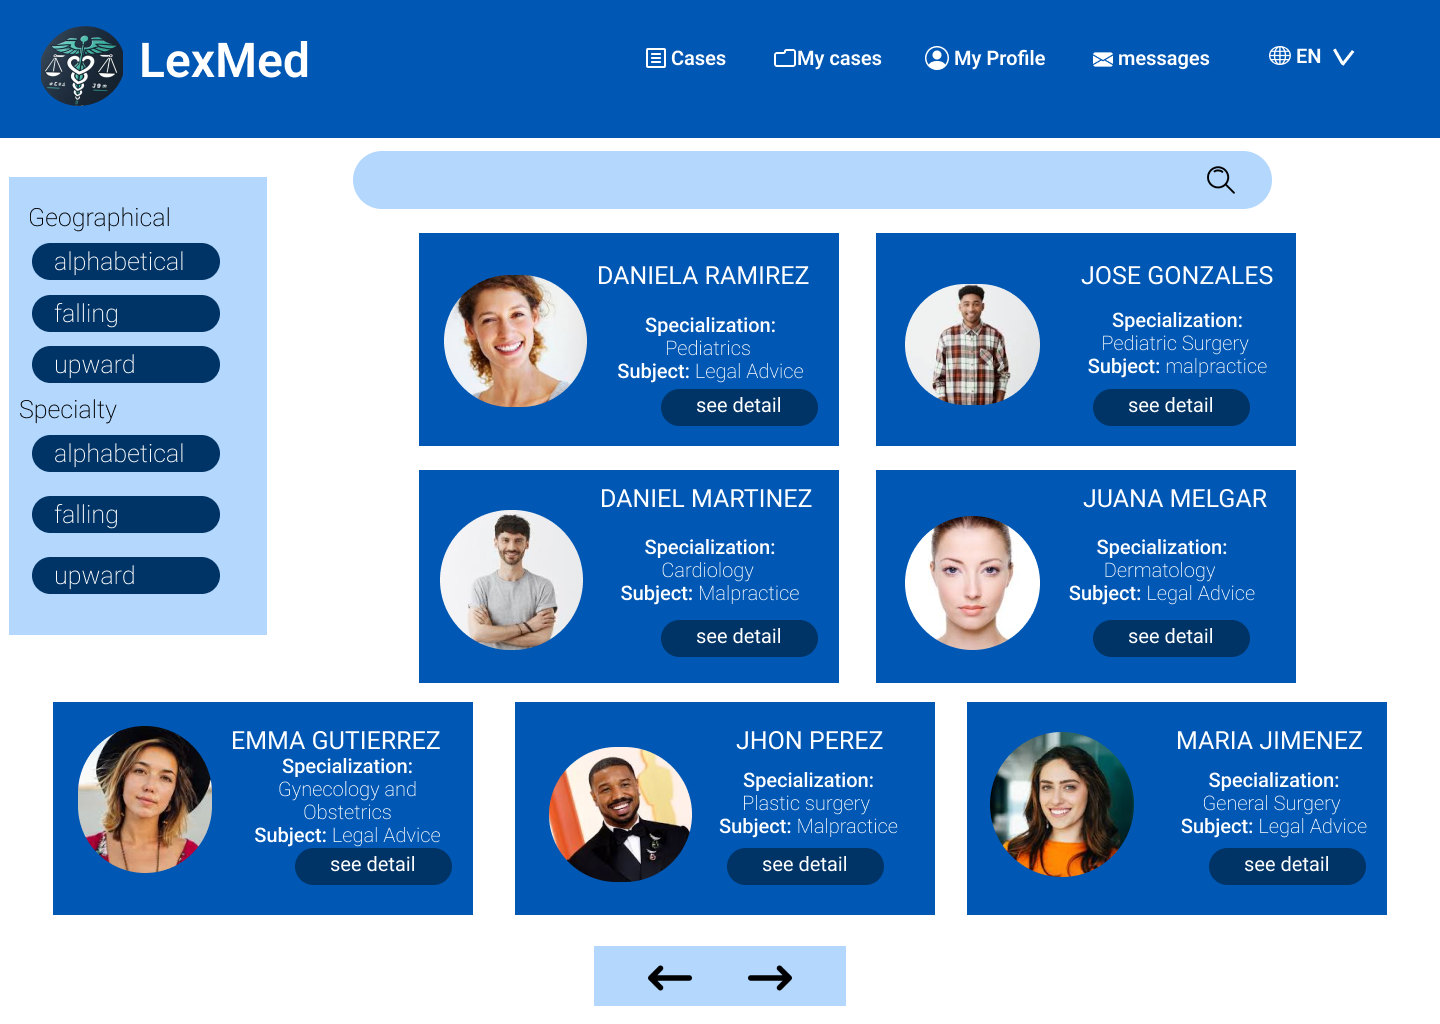 LexMed
Cases
My cases
My Profile
messages
EN
Geographical
alphabetical
falling
upward
Specialty
alphabetical
falling
upward
DANIELA RAMIREZ
Specialization:
Pediatrics
Subject: Legal Advice
see detail
JOSE GONZALES
Specialization:
Pediatric Surgery
Subject: malpractice
see detail
DANIEL MARTINEZ
Specialization:
Cardiology
Subject: Malpractice
see detail
JUANA MELGAR
Specialization:
Dermatology
Subject: Legal Advice
see detail
EMMA GUTIERREZ
Specialization:
Gynecology and
Obstetrics
Subject: Legal Advice
see detail
JHON PEREZ
Specialization:
Plastic surgery
Subject: Malpractice
see detail
MARIA JIMENEZ
Specialization:
General Surgery
Subject: Legal Advice
see detail